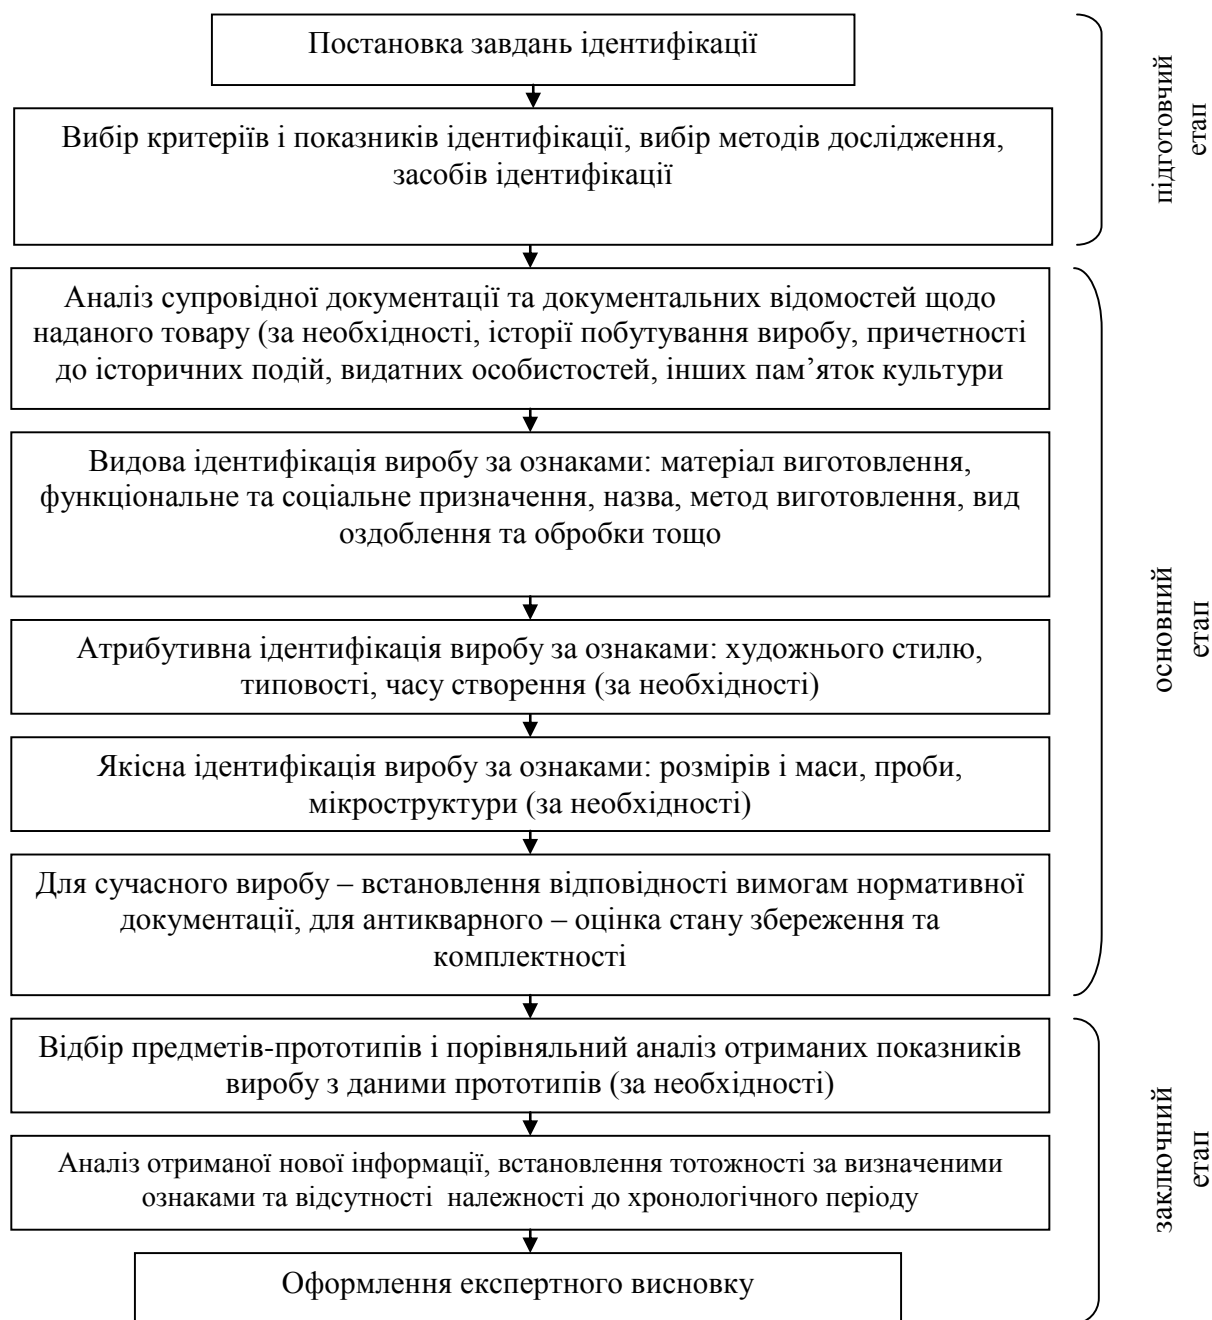 Постановка завдань ідентифікації
Вибір критеріїв і показників ідентифікації, вибір методів дослідження,
засобів ідентифікації
підготовчий
етап
Аналіз супровідної документації та документальних відомостей щодо
наданого товару (за необхідності, історії побутування виробу, причетності
до історичних подій, видатних особистостей, інших пам’яток культури
Видова ідентифікація виробу за ознаками: матеріал виготовлення,
функціональне та соціальне призначення, назва, метод виготовлення, вид
оздоблення та обробки тощо
Атрибутивна ідентифікація виробу за ознаками: художнього стилю,
типовості, часу створення (за необхідності)
Якісна ідентифікація виробу за ознаками: розмірів і маси, проби,
мікроструктури (за необхідності)
Для сучасного виробу – встановлення відповідності вимогам нормативної
документації, для антикварного – оцінка стану збереження та
комплектності
основний
етап
Відбір предметів-прототипів і порівняльний аналіз отриманих показників
виробу з даними прототипів (за необхідності)
Аналіз отриманої нової інформації, встановлення тотожності за визначеними
ознаками та відсутності належності до хронологічного періоду
Оформлення експертного висновку
заключний
етап